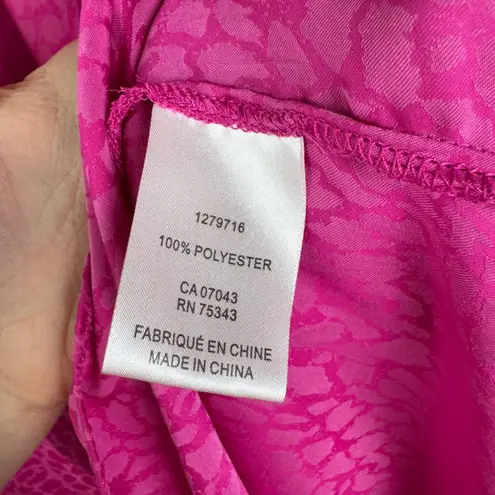 1279716
100% POLYESTER
CA 07043
RN 75343
FABRIQUÉ EN CHINE
MADE IN CHINA